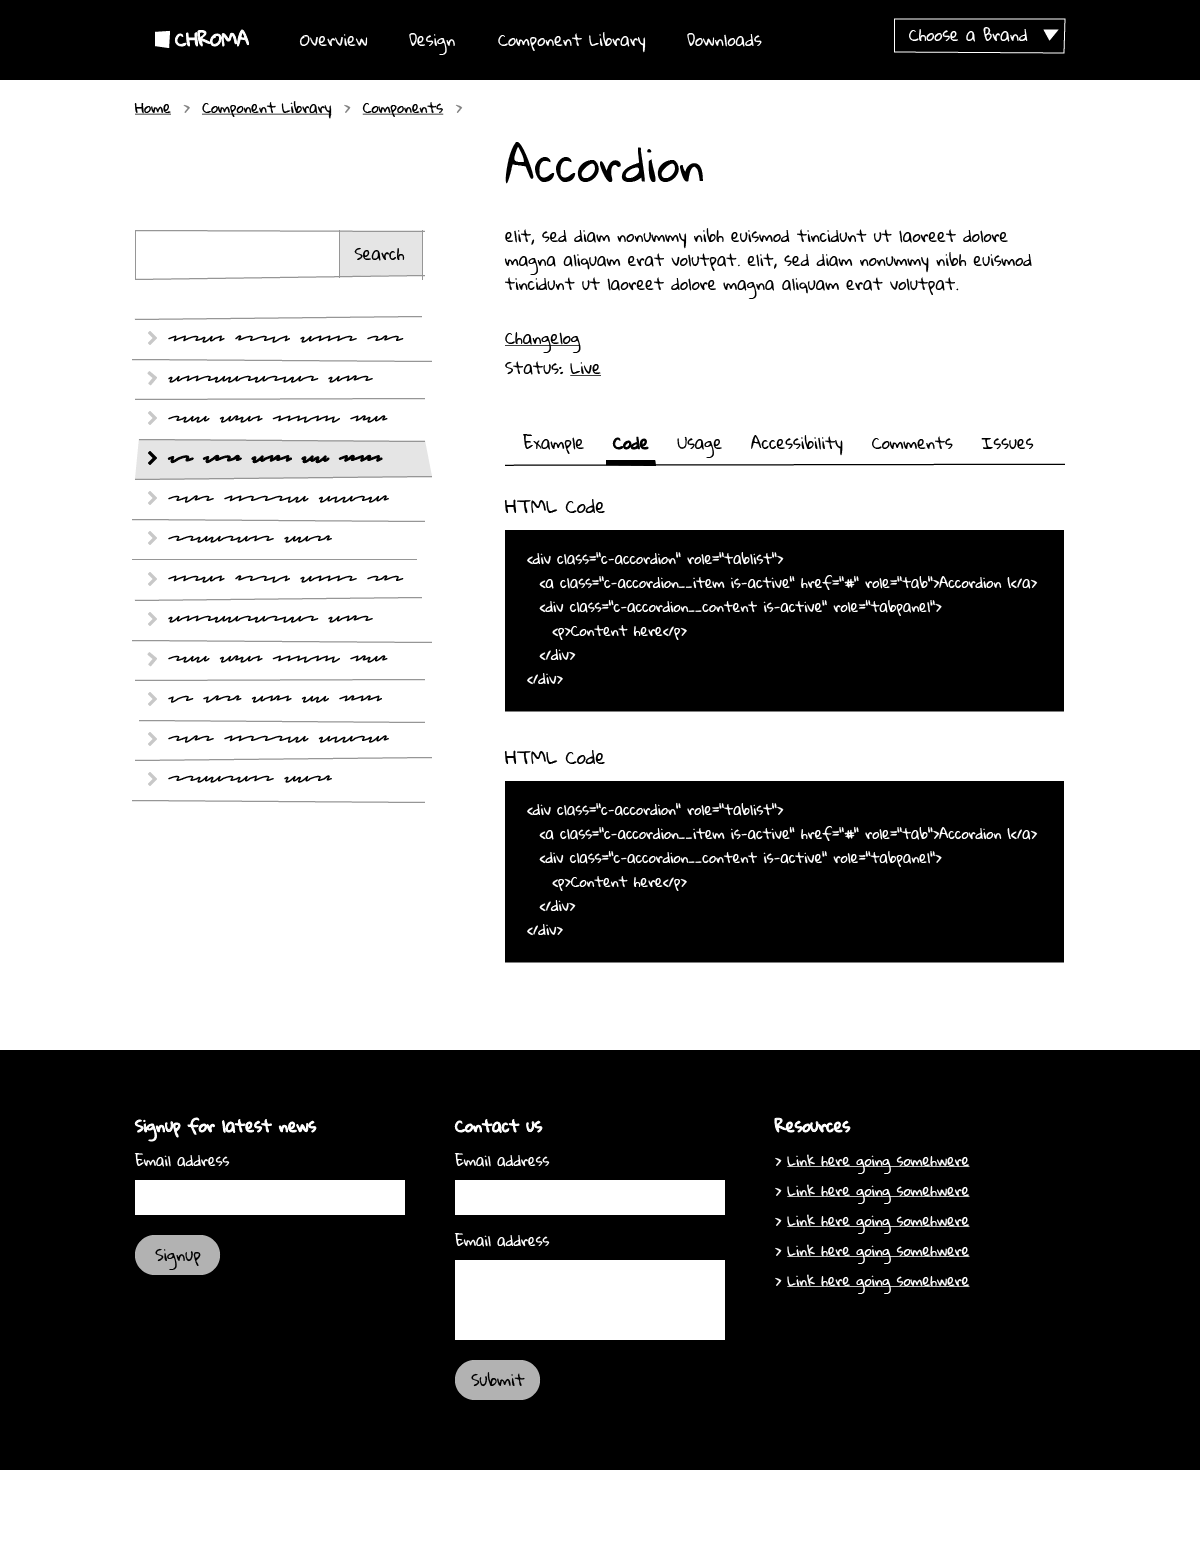 CHROMA Overview Design Component Library Downloads Choose a Brand
Home > Component Library > Components >
Accordion
Search
elit, sed diam nonummy nibh euismod tincidunt ut laoreet dolore
magna aliquam erat volutpat. elit, sed diam nonummy nibh euismod
tincidunt ut laoreet dolore magna aliquam erat volutpat.
Changelog
Status: Live
Example Code Usage Accessibility Comments Issues
HTML Code
<div class="c-accordion" role="tablist">
<a class="c-accordion__item is-active" href="#" role="tab">Accordion 1</a>
<div class="c-accordion__content is-active" role="tabpanel">
<p>Content here</p>
</div>
</div>
HTML Code
<div class="c-accordion" role="tablist">
<a class="c-accordion__item is-active" href="#" role="tab">Accordion 1</a>
<div class="c-accordion__content is-active" role="tabpanel">
<p>Content here</p>
</div>
</div>
Signup for latest news
Email address
Signup
Contact us
Email address
Email address
Submit
Resources
> Link here going somehwere
> Link here going somehwere
> Link here going somehwere
> Link here going somehwere
> Link here going somehwere